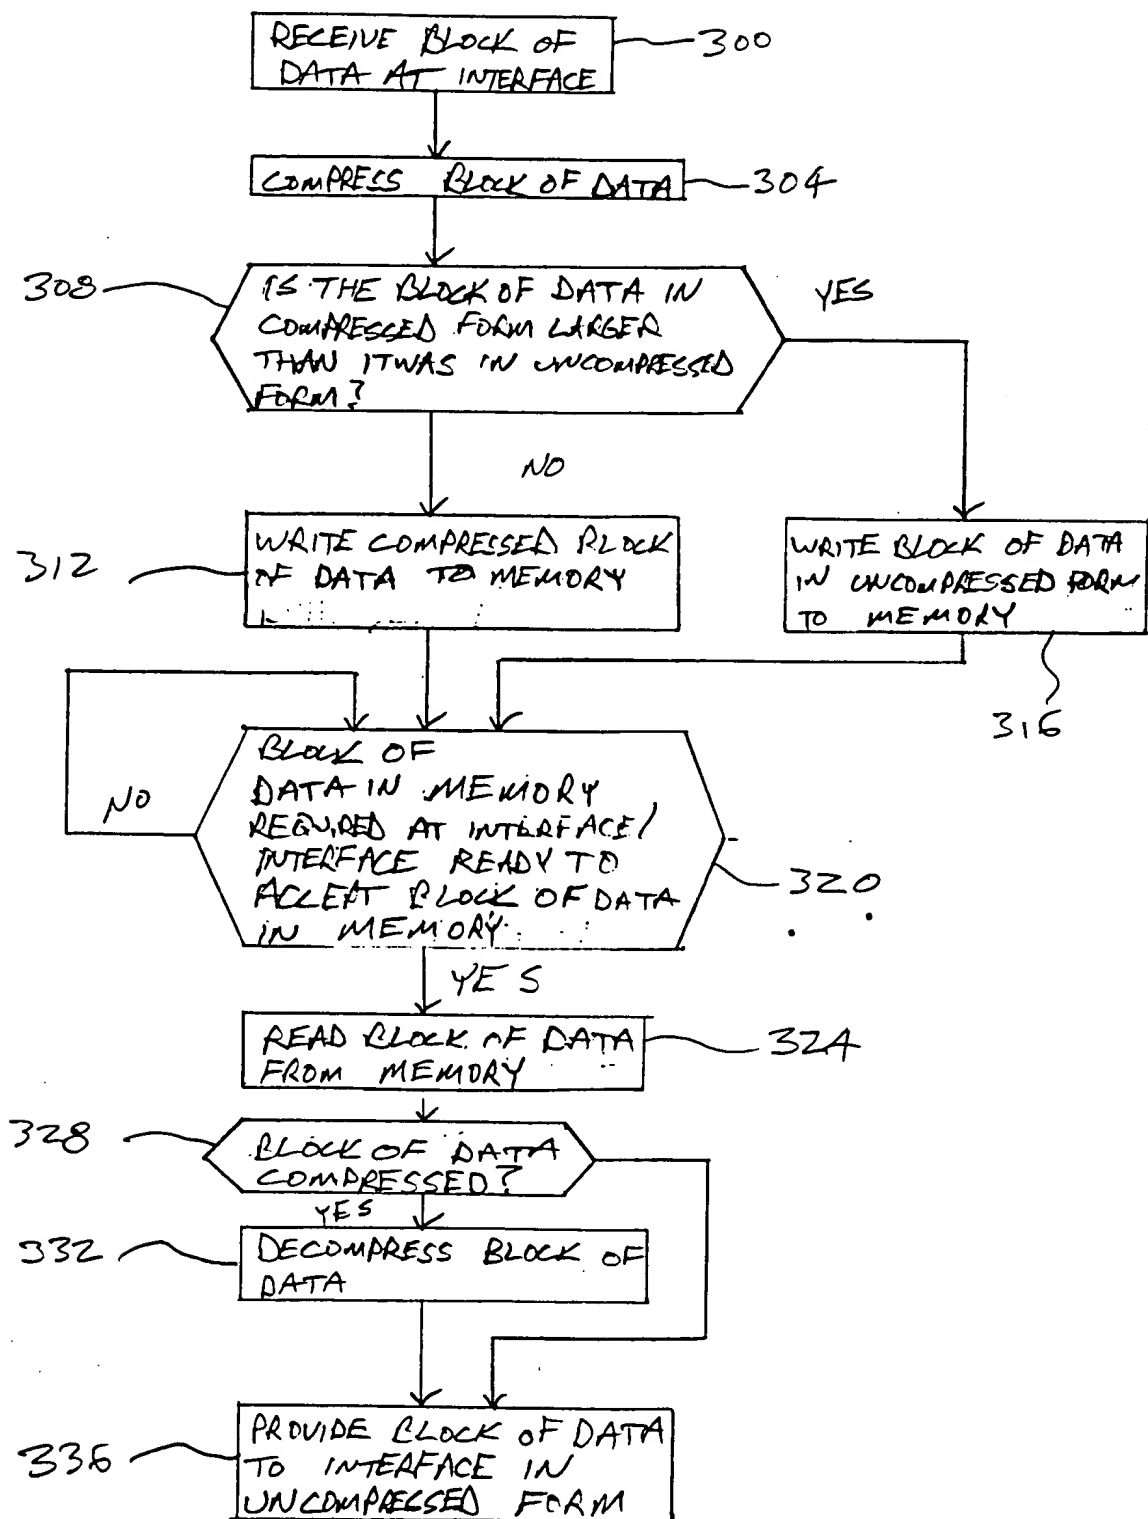 RECEIVE BLOCK OF
DATA AT INTERFACE
300
COMPRESS BLOCK OF DATA
304
308
IS THE BLOCK OF DATA IN
COMPRESSED FORM LARGER
THAN IT WAS IN UNCOMPRESSED
FORM?
YES
NO
312
WRITE COMPRESSED BLOCK
OF DATA TO MEMORY
WRITE BLOCK OF DATA
IN UNCOMPRESSED FORM
TO MEMORY
316
NO
BLOCK OF
DATA IN MEMORY
REQUIRED AT INTERFACE/
INTERFACE READY TO
ACCEPT BLOCK OF DATA
IN MEMORY
320
YES
READ BLOCK OF DATA
FROM MEMORY
324
328
BLOCK OF DATA
COMPRESSED?
YES
332
DECOMPRESS BLOCK OF
DATA
336
PROVIDE BLOCK OF DATA
TO INTERFACE IN
UNCOMPRESSED FORM